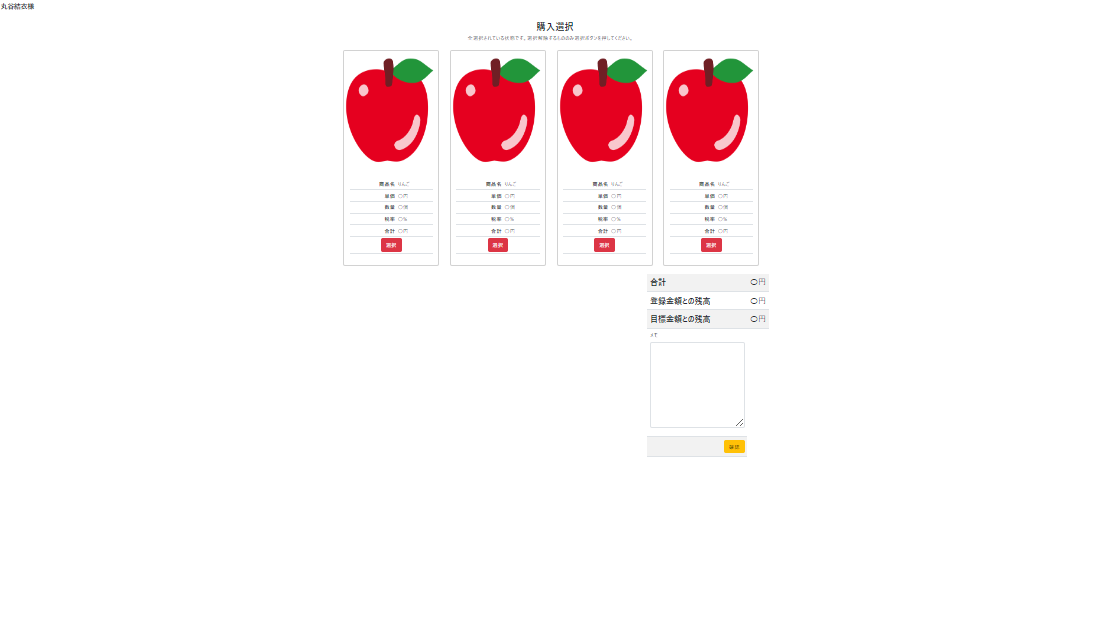 丸谷結衣様
購入選択
全選択されている状態です。選択解除するもののみ選択ボタンを押してください。
商品名 りんご
単価 〇円
数量 〇個
税率 〇%
合計 〇円
選択
商品名 りんご
単価 〇円
数量 〇個
税率 〇%
合計 〇円
選択
商品名 りんご
単価 〇円
数量 〇個
税率 〇%
合計 〇円
選択
商品名 りんご
単価 〇円
数量 〇個
税率 〇%
合計 〇円
選択
合計 〇円
登録金額との残高 〇円
目標金額との残高 〇円
メモ
確認